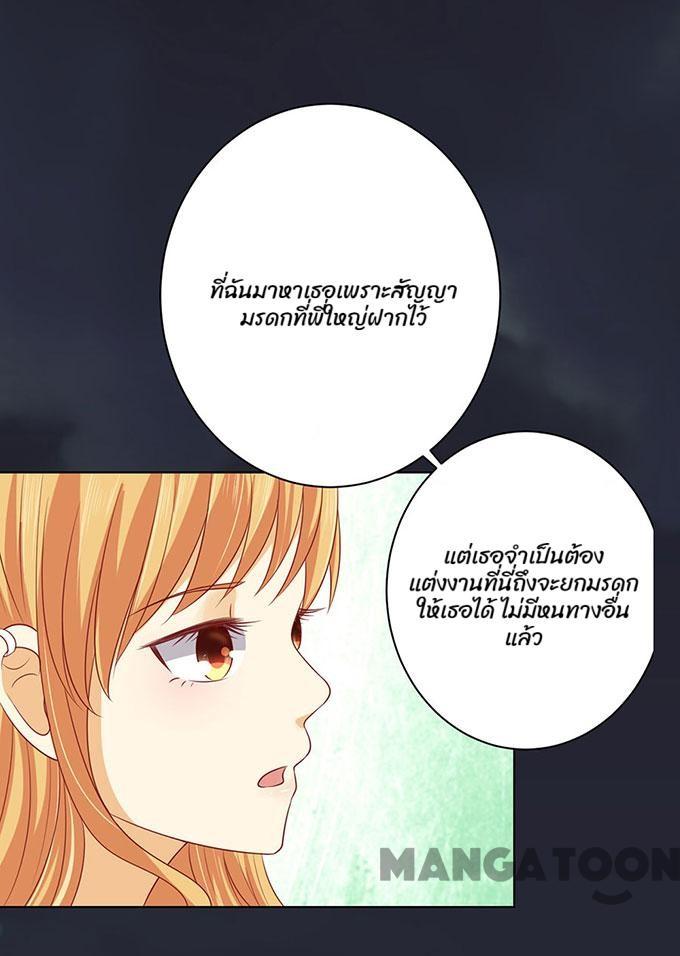 ที่ฉันมาหาเธอเพราะสัญญา
มรดกที่พี่ใหญ่ฝากไว้
แต่เธอจำเป็นต้อง
แต่งงานที่นี่ถึงจะยกมรดก
ให้เธอได้ ไม่มีหนทางอื่น
แล้ว
MANGATOON